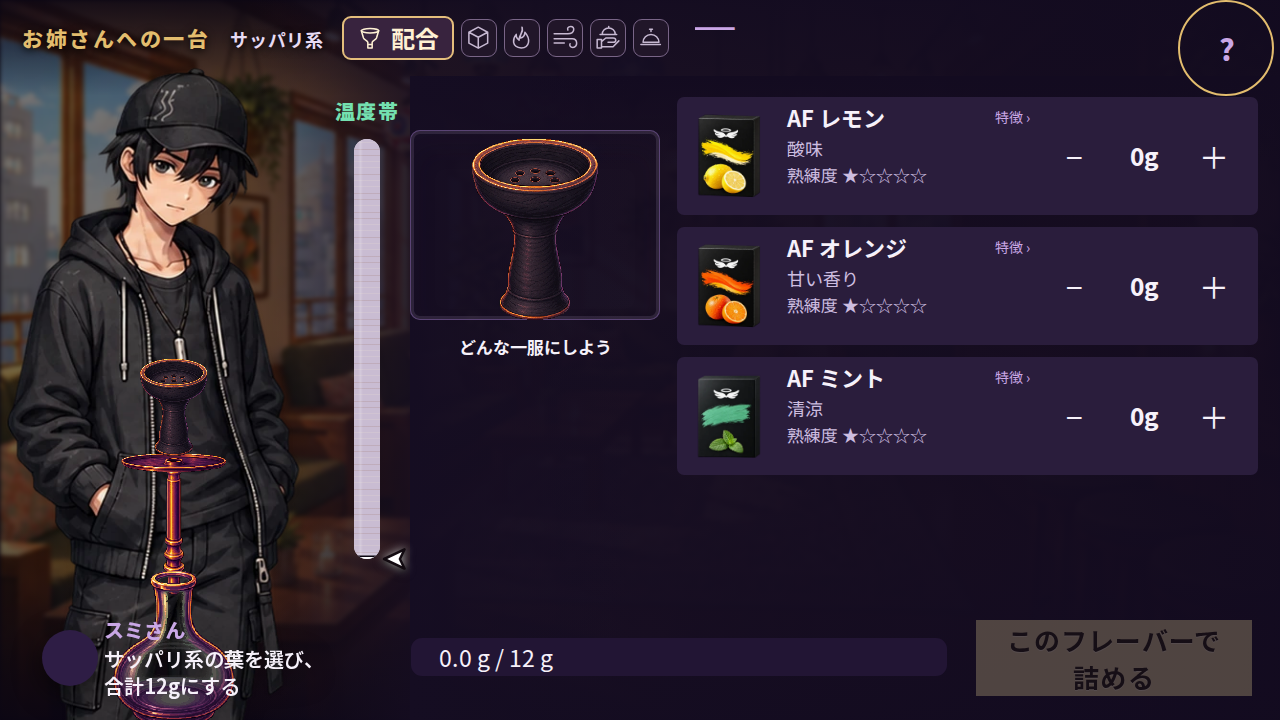 お姉さんへの一台 サッパリ系 配合 ?
温度帯
AF レモン 特徴 ›
酸味
熟練度 ★☆☆☆☆
− 0g +
AF オレンジ 特徴 ›
甘い香り
熟練度 ★☆☆☆☆
− 0g +
AF ミント 特徴 ›
清涼
熟練度 ★☆☆☆☆
− 0g +
どんな一服にしよう
スミさん
サッパリ系の葉を選び、
合計12gにする
0.0 g / 12 g
このフレーバーで
詰める